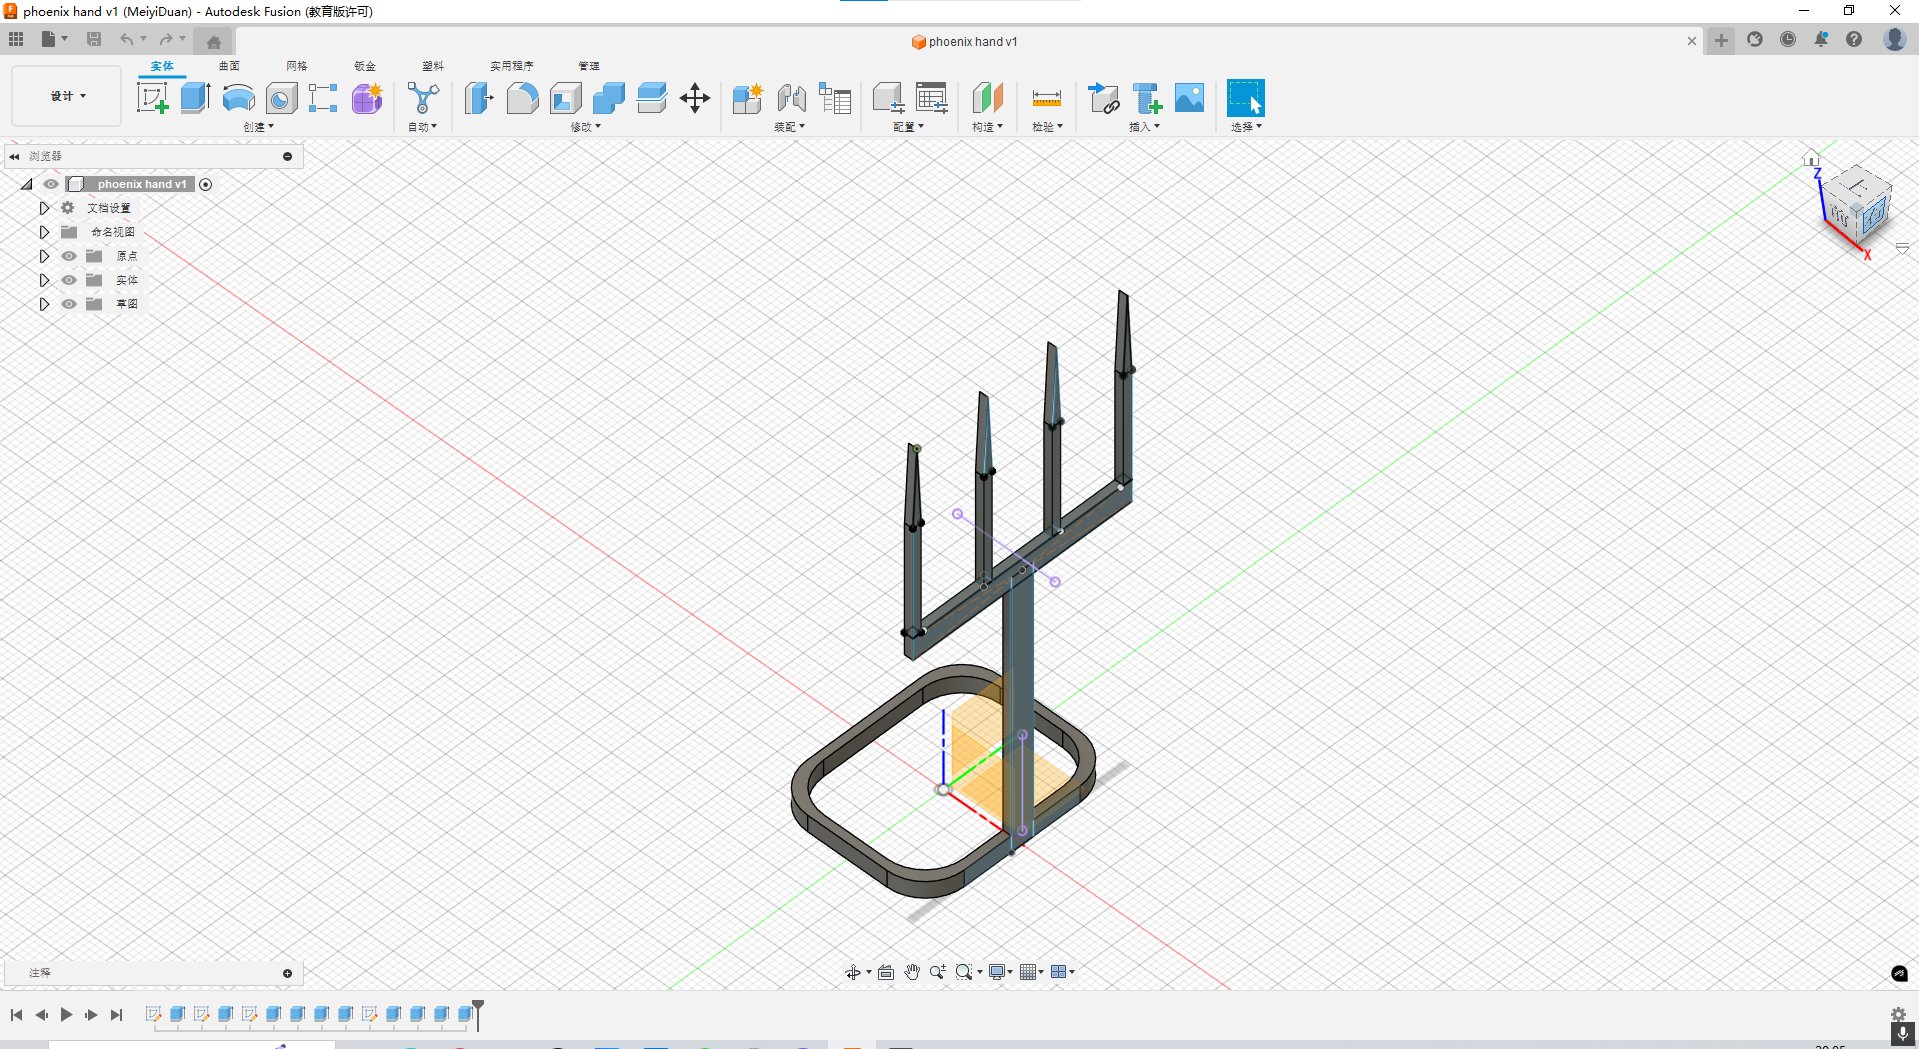 phoenix hand v1 (MeiyiDuan) - Autodesk Fusion (教育版许可)
phoenix hand v1
实体 曲面 网格 钣金 塑料 实用程序 管理
设计
创建 自动 修改 装配 配置 构造 检验 插入 选择
浏览器
phoenix hand v1
文档设置
命名视图
原点
实体
草图
Z
X
注释